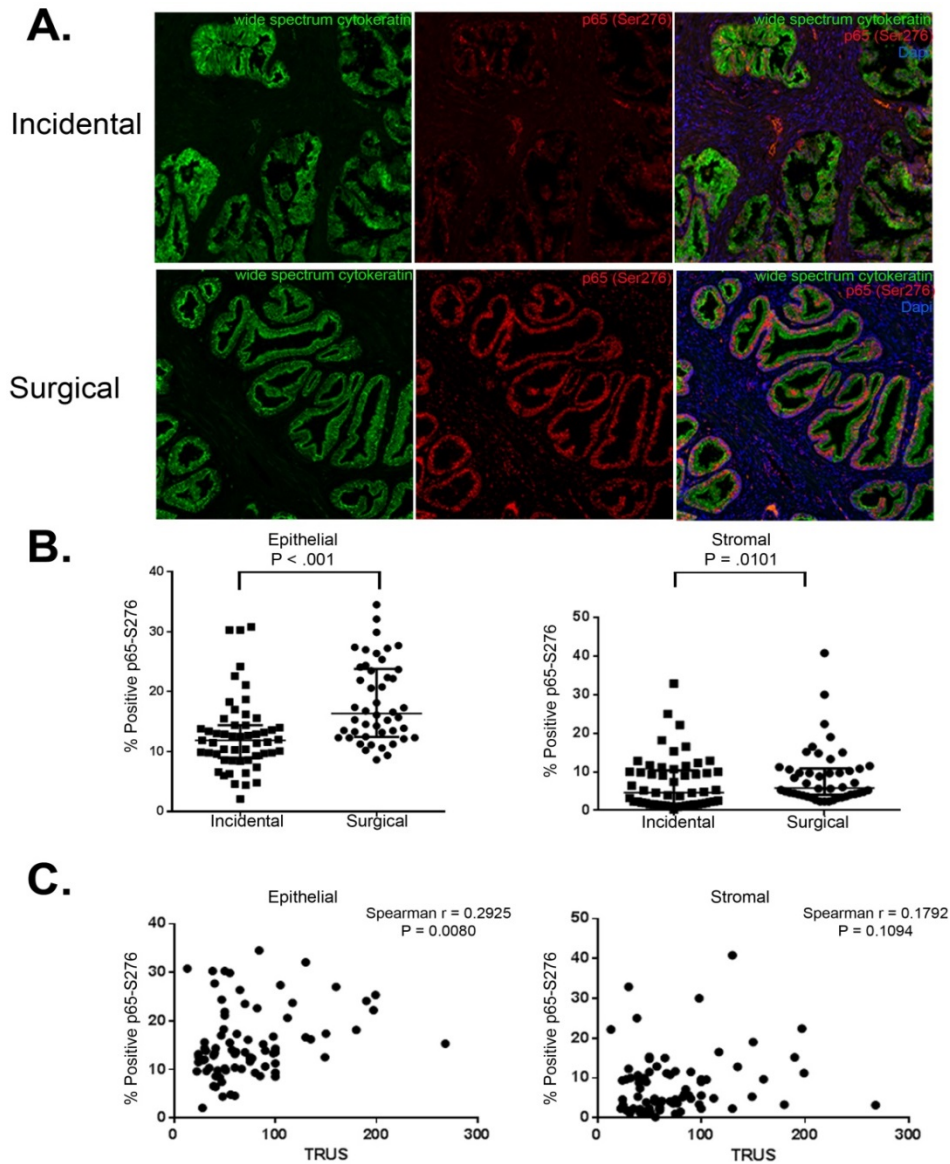 A.
wide spectrum cytokeratin
p65 (Ser276)
wide spectrum cytokeratin
p65 (Ser276)
Dapi
Incidental
wide spectrum cytokeratin
p65 (Ser276)
wide spectrum cytokeratin
p65 (Ser276)
Dapi
Surgical
B.
Epithelial
P < .001
% Positive p65-S276
40
30
20
10
0
Incidental
Surgical
Stromal
P = .0101
% Positive p65-S276
50
40
30
20
10
0
Incidental
Surgical
C.
Epithelial
Spearman r = 0.2925
P = 0.0080
% Positive p65-S276
40
30
20
10
0
0
100
200
300
TRUS
Stromal
Spearman r = 0.1792
P = 0.1094
% Positive p65-S276
50
40
30
20
10
0
0
100
200
300
TRUS